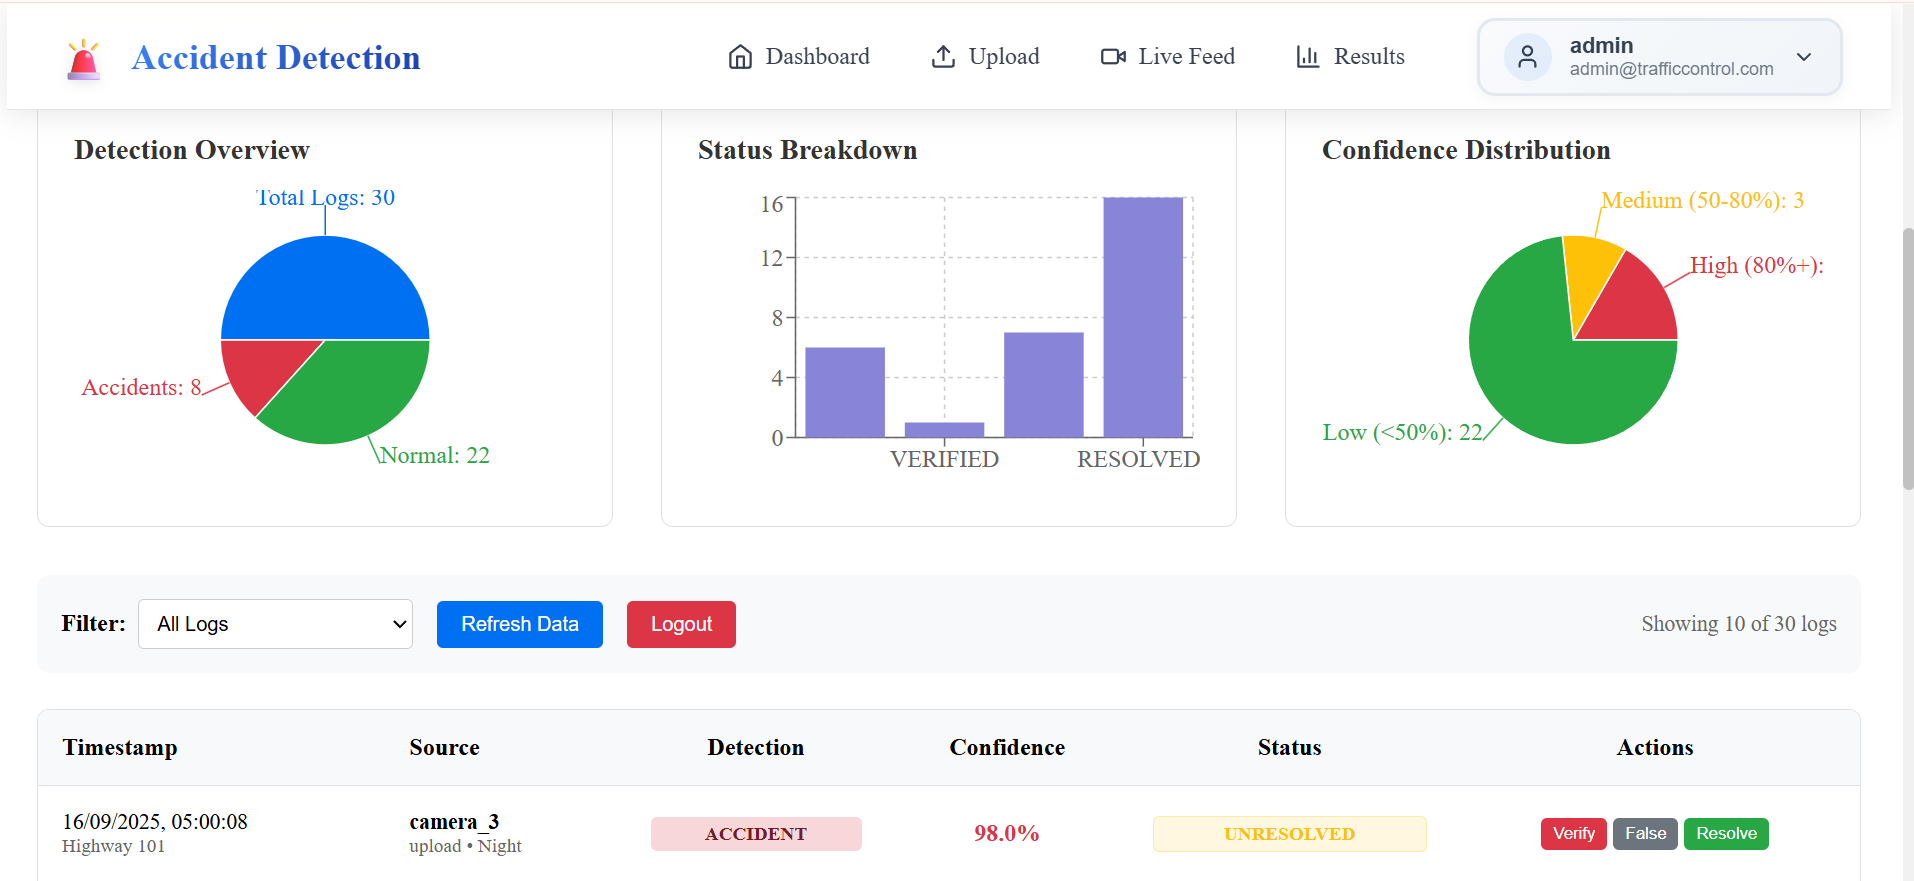 Accident Detection
Dashboard
Upload
Live Feed
Results
admin
admin@trafficcontrol.com
Detection Overview
Total Logs: 30
Accidents: 8
Normal: 22
Status Breakdown
16
12
8
4
0
VERIFIED
RESOLVED
Confidence Distribution
Medium (50-80%): 3
High (80%+):
Low (<50%): 22
Filter:
All Logs
Refresh Data
Logout
Showing 10 of 30 logs
Timestamp Source Detection Confidence Status Actions
16/09/2025, 05:00:08
Highway 101
camera_3
upload • Night
ACCIDENT
98.0%
UNRESOLVED
Verify
False
Resolve